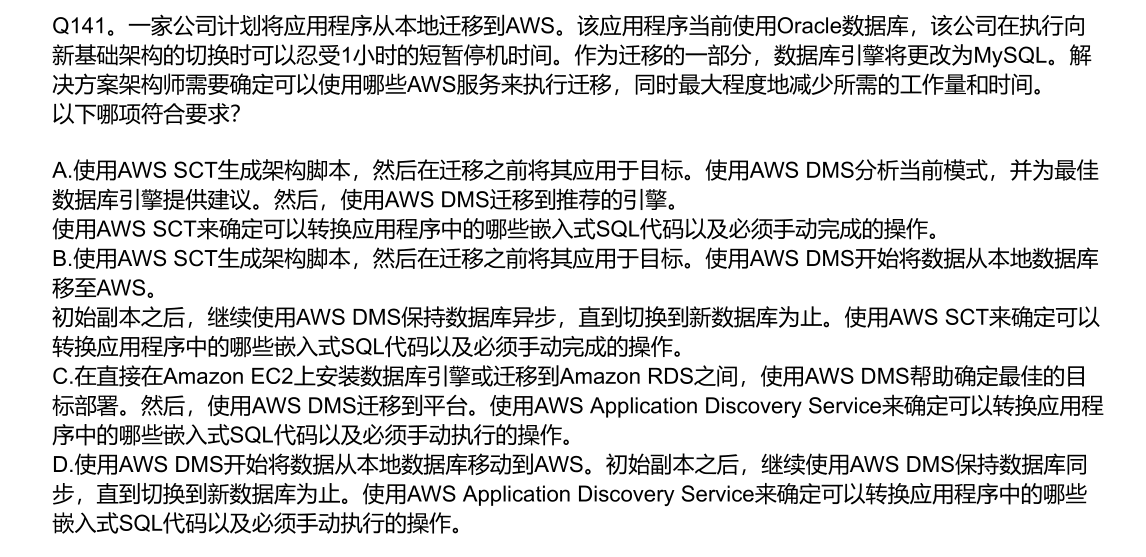 Q141。一家公司计划将应用程序从本地迁移到AWS。该应用程序当前使用Oracle数据库，该公司在执行向
新基础架构的切换时可以忍受1小时的短暂停机时间。作为迁移的一部分，数据库引擎将更改为MySQL。解
决方案架构师需要确定可以使用哪些AWS服务来执行迁移，同时最大程度地减少所需的工作量和时间。
以下哪项符合要求？
A.使用AWS SCT生成架构脚本，然后在迁移之前将其应用于目标。使用AWS DMS分析当前模式，并为最佳
数据库引擎提供建议。然后，使用AWS DMS迁移到推荐的引擎。
使用AWS SCT来确定可以转换应用程序中的哪些嵌入式SQL代码以及必须手动完成的操作。
B.使用AWS SCT生成架构脚本，然后在迁移之前将其应用于目标。使用AWS DMS开始将数据从本地数据库
移至AWS。
初始副本之后，继续使用AWS DMS保持数据库异步，直到切换到新数据库为止。使用AWS SCT来确定可以
转换应用程序中的哪些嵌入式SQL代码以及必须手动完成的操作。
C.在直接在Amazon EC2上安装数据库引擎或迁移到Amazon RDS之间，使用AWS DMS帮助确定最佳的目
标部署。然后，使用AWS DMS迁移到平台。使用AWS Application Discovery Service来确定可以转换应用程
序中的哪些嵌入式SQL代码以及必须手动执行的操作。
D.使用AWS DMS开始将数据从本地数据库移动到AWS。初始副本之后，继续使用AWS DMS保持数据库同
步，直到切换到新数据库为止。使用AWS Application Discovery Service来确定可以转换应用程序中的哪些
嵌入式SQL代码以及必须手动执行的操作。